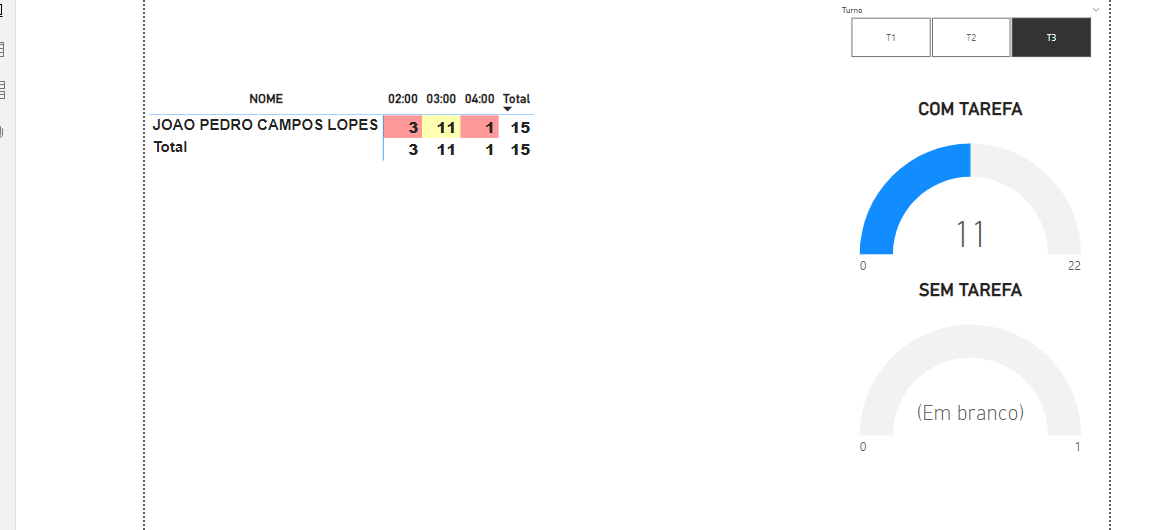 Turno
T1 T2 T3
NOME 02:00 03:00 04:00 Total
JOAO PEDRO CAMPOS LOPES 3 11 1 15
Total 3 11 1 15
COM TAREFA
11
0 22
SEM TAREFA
(Em branco)
0 1